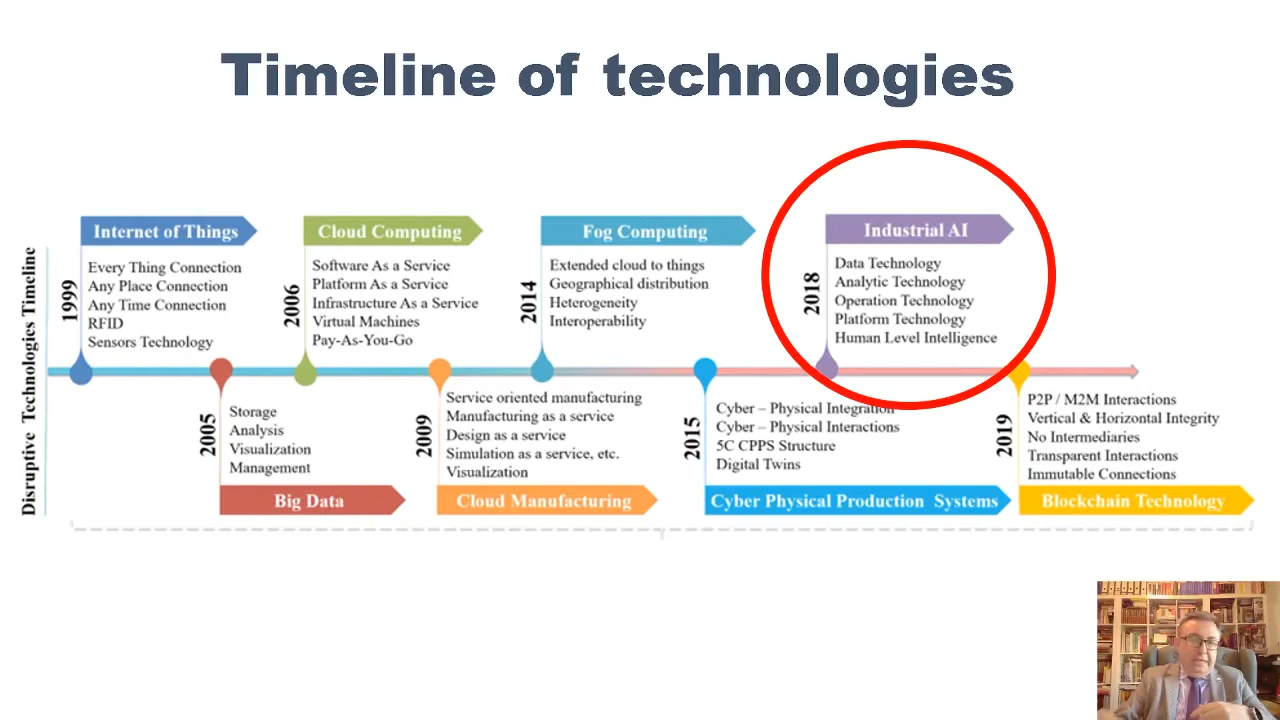 Timeline of technologies
Disruptive Technologies Timeline
1999
Internet of Things
Every Thing Connection
Any Place Connection
Any Time Connection
RFID
Sensors Technology
2005
Storage
Analysis
Visualization
Management
Big Data
2006
Cloud Computing
Software As a Service
Platform As a Service
Infrastructure As a Service
Virtual Machines
Pay-As-You-Go
2009
Service oriented manufacturing
Manufacturing as a service
Design as a service
Simulation as a service, etc.
Visualization
Cloud Manufacturing
2014
Fog Computing
Extended cloud to things
Geographical distribution
Heterogeneity
Interoperability
2015
Cyber – Physical Integration
Cyber – Physical Interactions
5C CPPS Structure
Digital Twins
Cyber Physical Production Systems
2018
Industrial AI
Data Technology
Analytic Technology
Operation Technology
Platform Technology
Human Level Intelligence
2019
P2P / M2M Interactions
Vertical & Horizontal Integrity
No Intermediaries
Transparent Interactions
Immutable Connections
Blockchain Technology